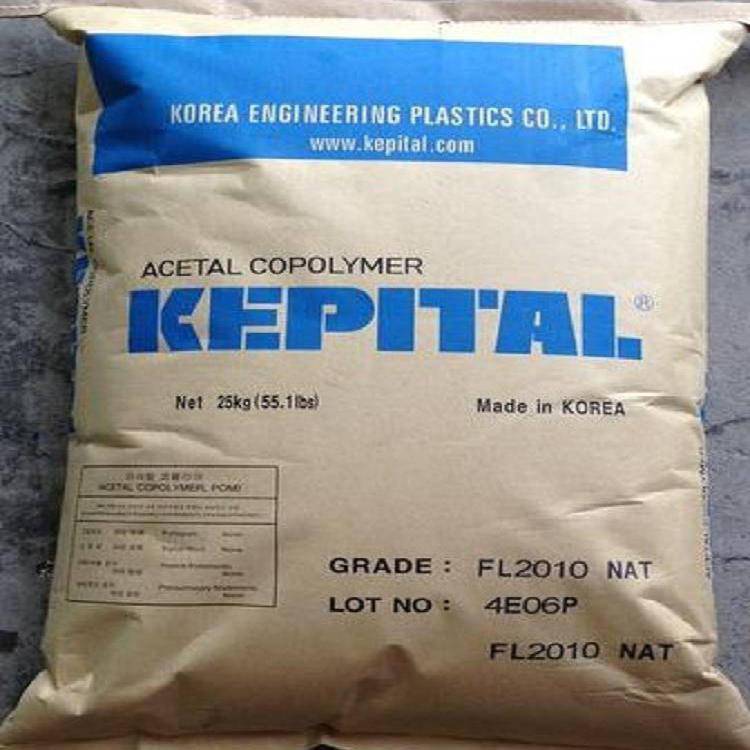 KOREA ENGINEERING PLASTICS CO., LTD.
www.kepital.com
ACETAL COPOLYMER
KEPITAL®
Net 25kg (55.1lbs)
Made in KOREA
ACETAL COPOLYMER, POM)
GRADE : FL2010 NAT
LOT NO : 4E06P
FL2010 NAT